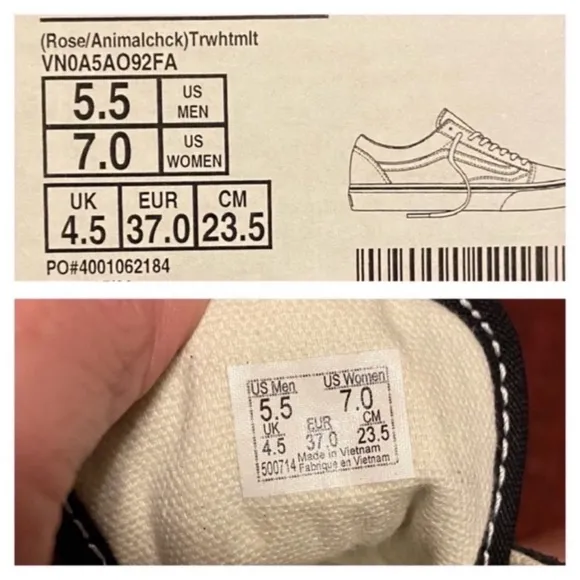 (Rose/Animalchck)Trwhtmlt
VN0A5AO92FA
5.5 US MEN
7.0 US WOMEN
UK EUR CM
4.5 37.0 23.5
PO#4001062184
US Men US Women
5.5 7.0
UK EUR CM
4.5 37.0 23.5
500714 Made in Vietnam
Fabriqué en Vietnam